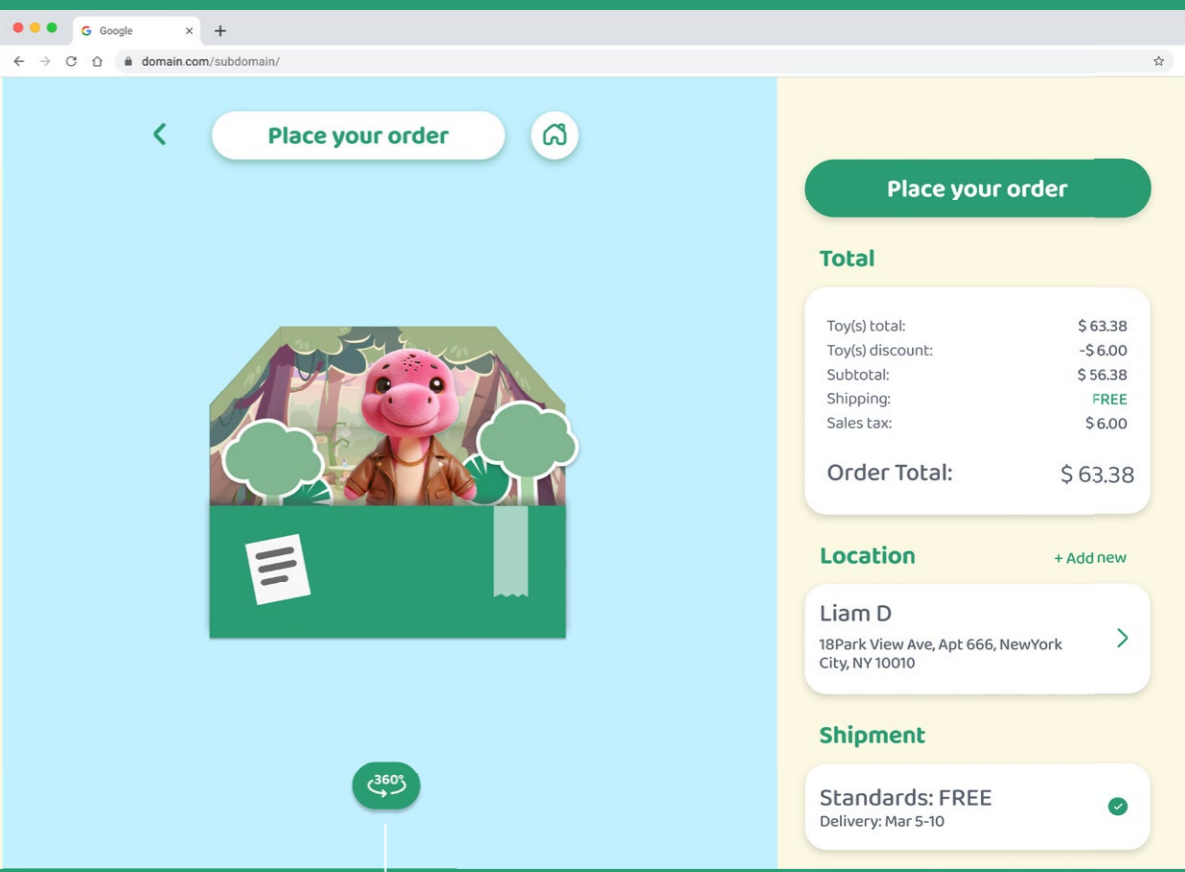 Google
domain.com/subdomain/
Place your order
Place your order
Total
Toy(s) total: $ 63.38
Toy(s) discount: -$ 6.00
Subtotal: $ 56.38
Shipping: FREE
Sales tax: $ 6.00
Order Total: $ 63.38
Location + Add new
Liam D
18Park View Ave, Apt 666, NewYork
City, NY 10010
Shipment
Standards: FREE
Delivery: Mar 5-10
360°